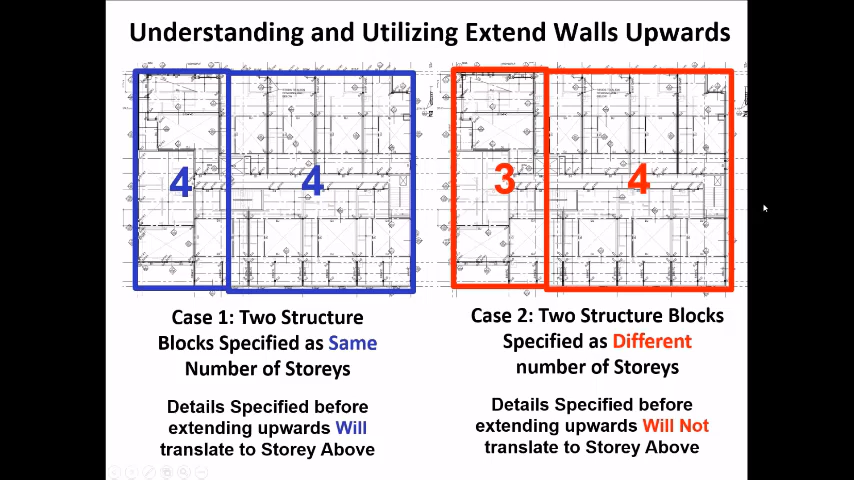 Understanding and Utilizing Extend Walls Upwards
4
4
3
4
Case 1: Two Structure
Blocks Specified as Same
Number of Storeys
Details Specified before
extending upwards Will
translate to Storey Above
Case 2: Two Structure Blocks
Specified as Different
number of Storeys
Details Specified before
extending upwards Will Not
translate to Storey Above